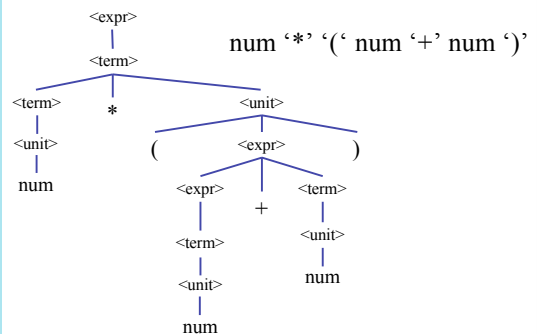 <expr>
num ‘*’ ‘(‘ num ‘+’ num ‘)’
<term>
<term> * <unit>
<unit> ( <expr> )
num
<expr> + <term>
<term> <unit>
<unit> num
num